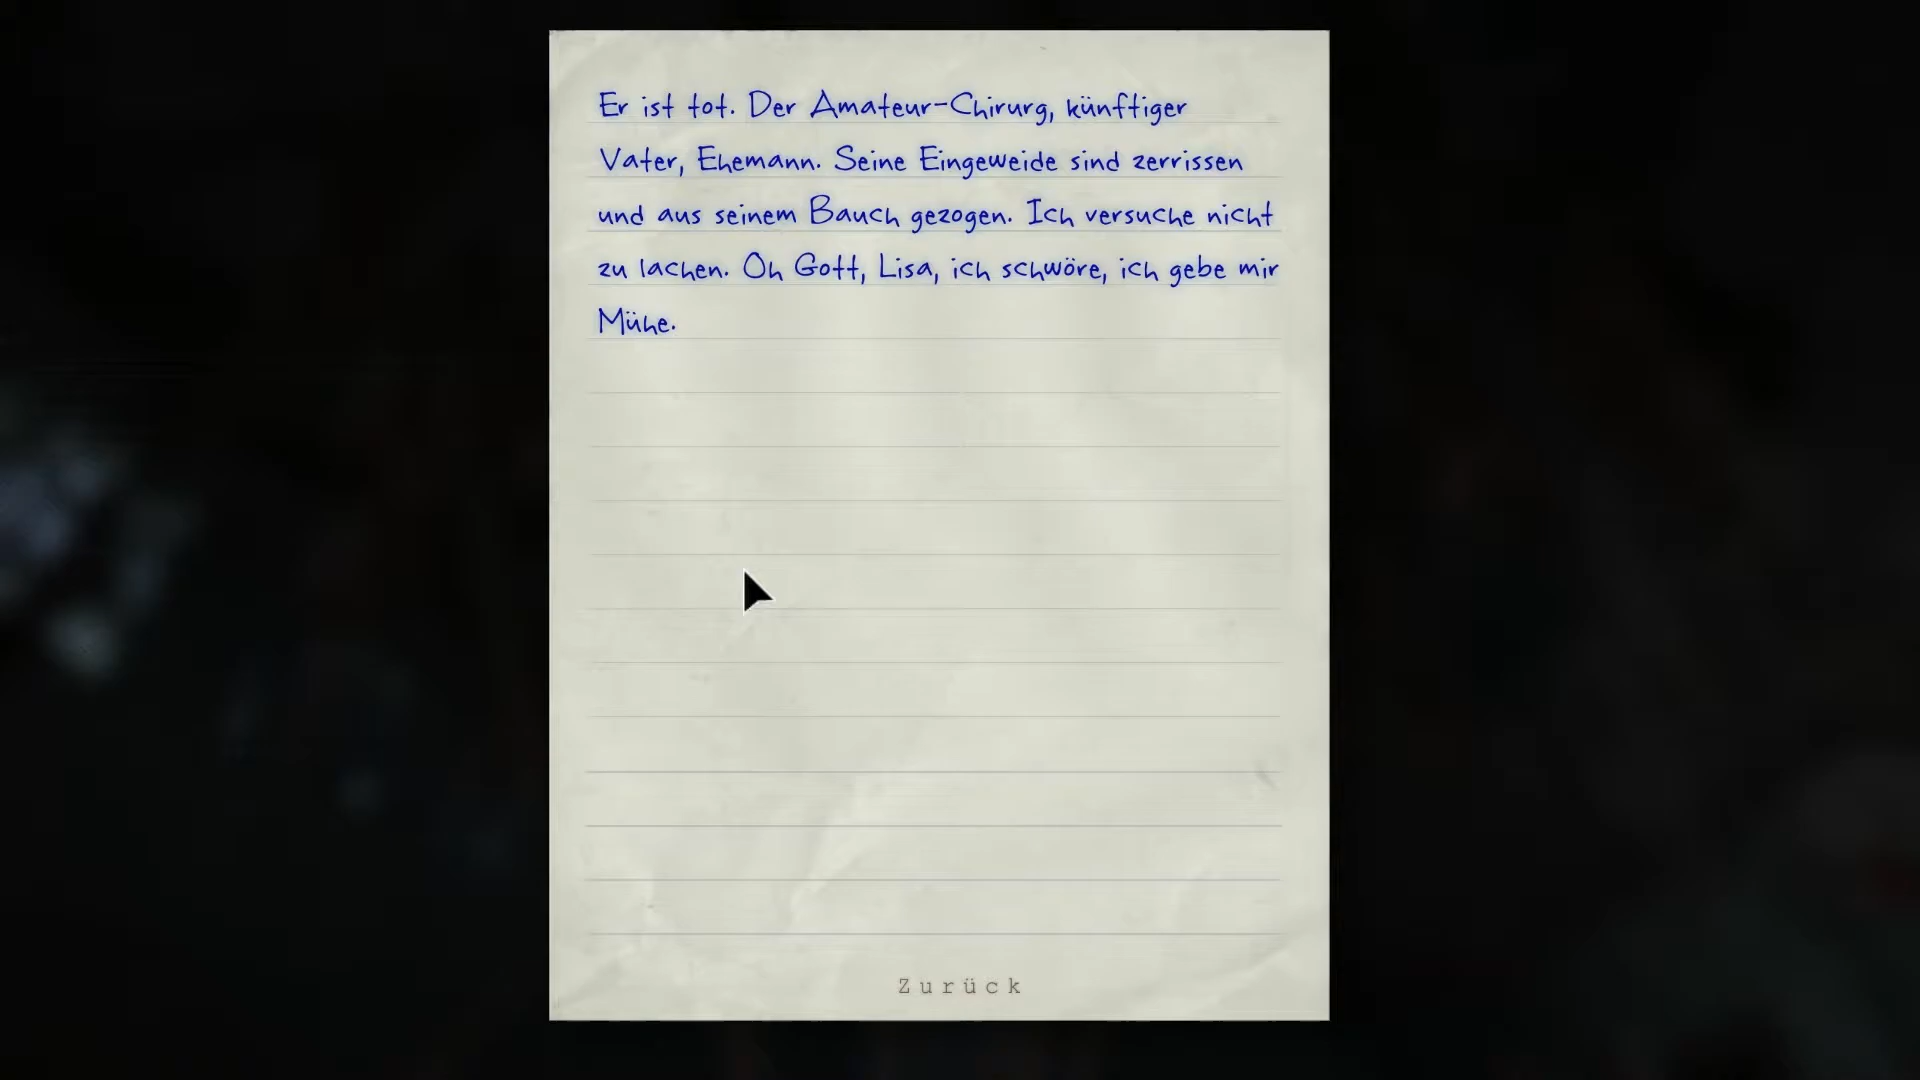 Er ist tot. Der Amateur-Chirurg, künftiger
Vater, Ehemann. Seine Eingeweide sind zerrissen
und aus seinem Bauch gezogen. Ich versuche nicht
zu lachen. Oh Gott, Lisa, ich schwöre, ich gebe mir
Mühe.
Zurück